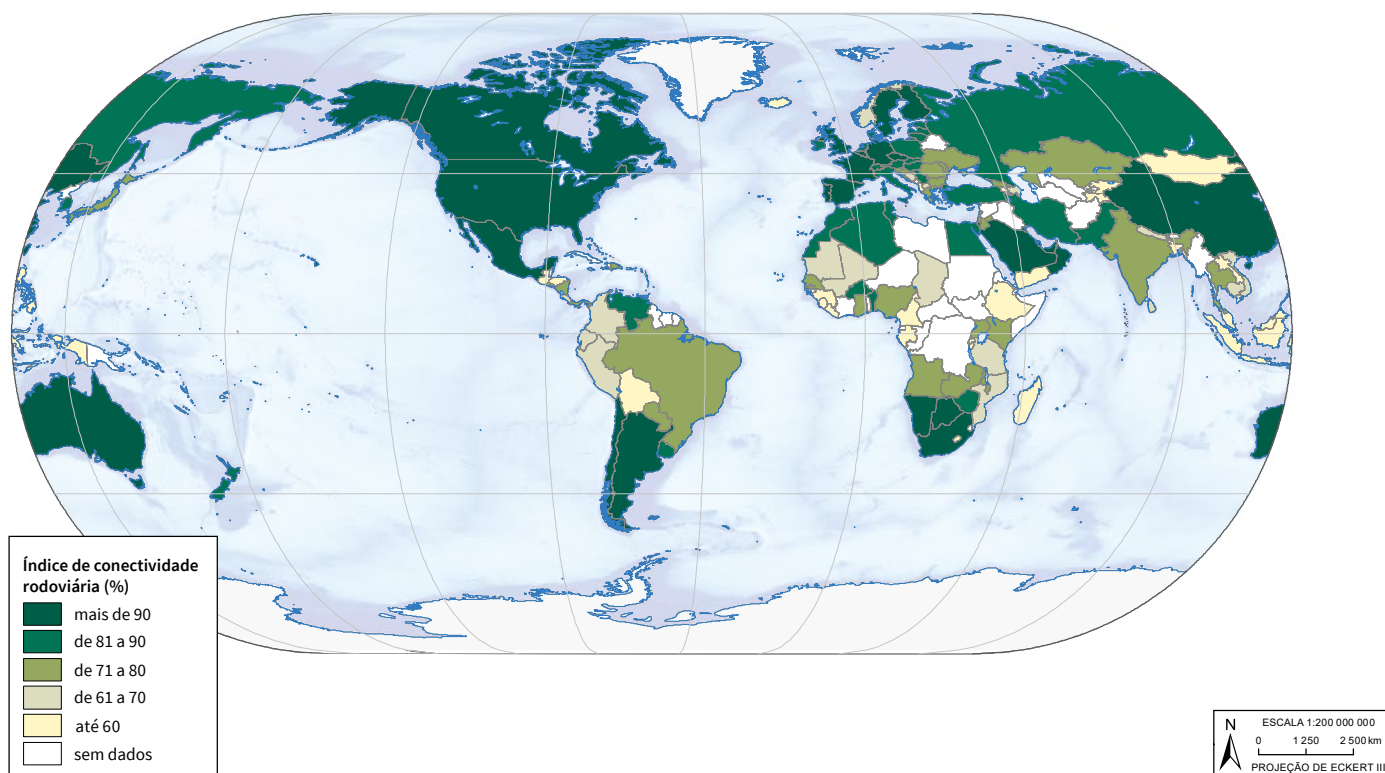 Índice de conectividade
rodoviária (%)
mais de 90
de 81 a 90
de 71 a 80
de 61 a 70
até 60
sem dados
N
ESCALA 1:200 000 000
0 1 250 2 500 km
PROJEÇÃO DE ECKERT III